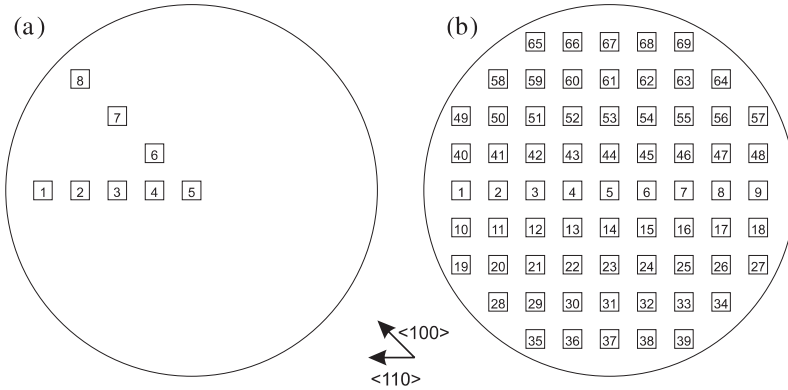 (a)
8
7
6
1 2 3 4 5
(b)
65 66 67 68 69
58 59 60 61 62 63 64
49 50 51 52 53 54 55 56 57
40 41 42 43 44 45 46 47 48
1 2 3 4 5 6 7 8 9
10 11 12 13 14 15 16 17 18
19 20 21 22 23 24 25 26 27
28 29 30 31 32 33 34
35 36 37 38 39
<100>
<110>